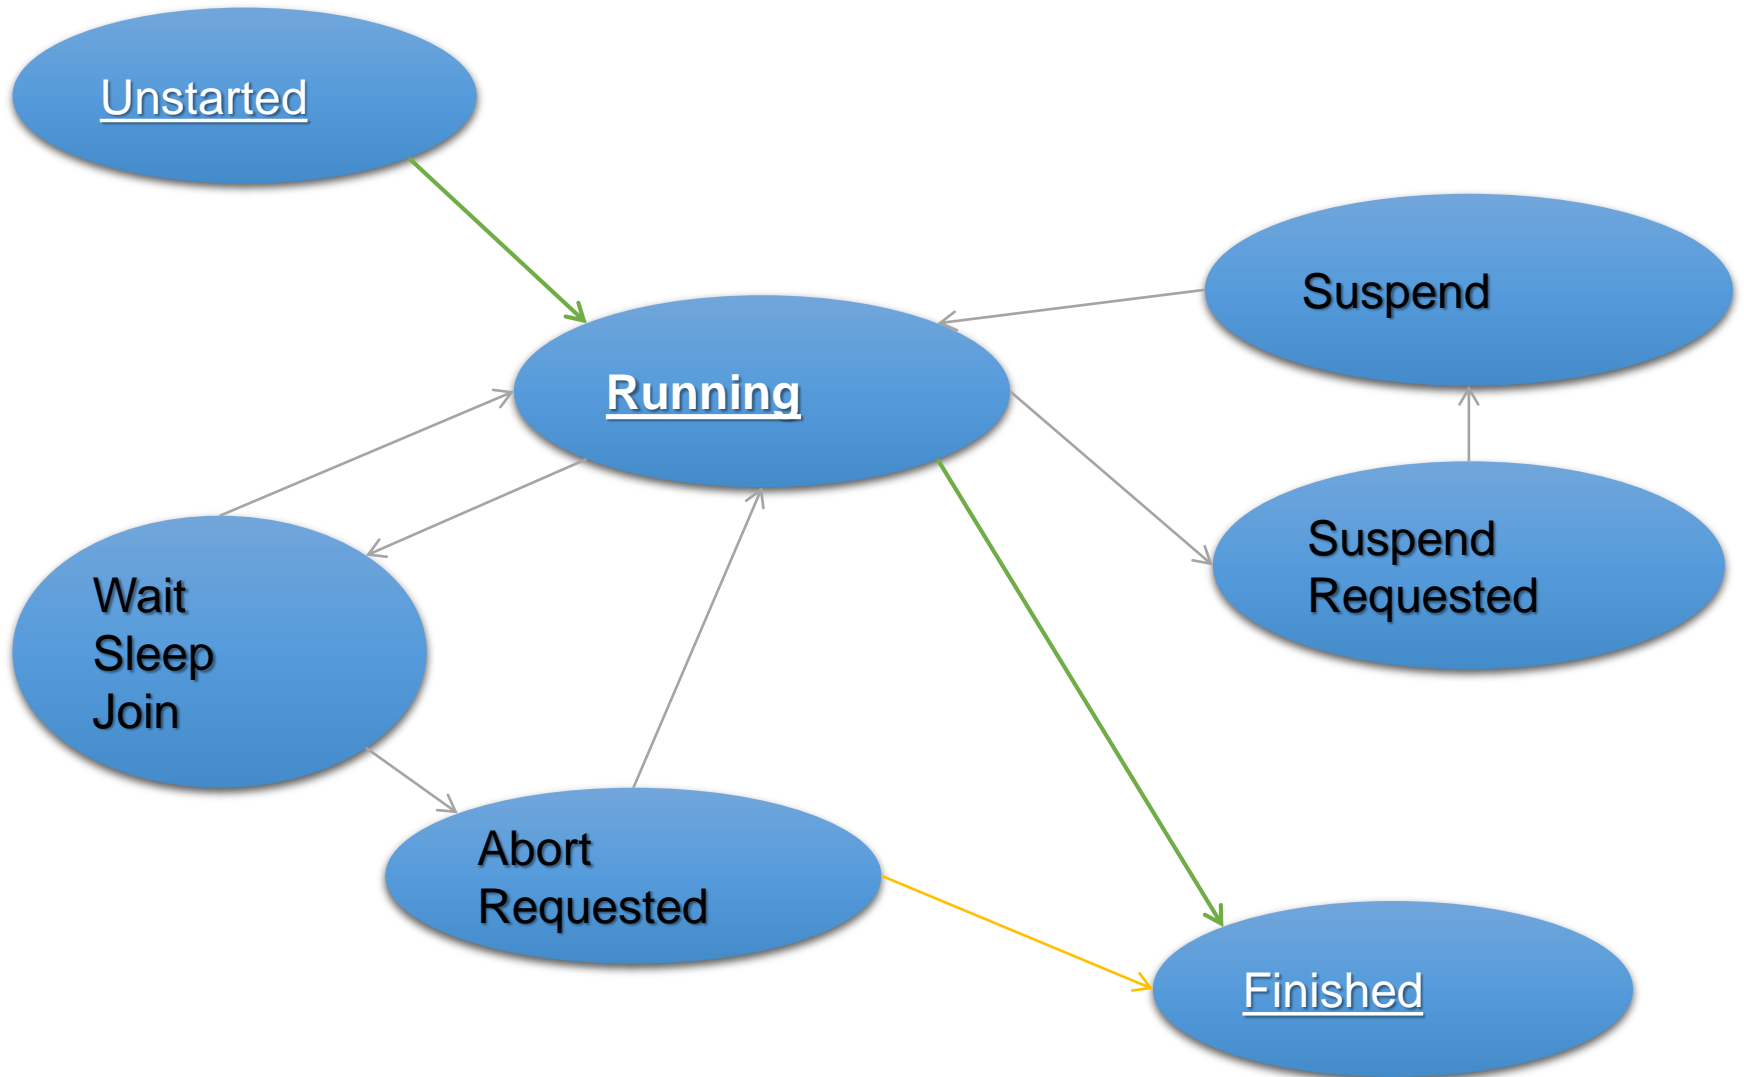 Unstarted
Suspend
Running
Suspend
Requested
Wait
Sleep
Join
Abort
Requested
Finished